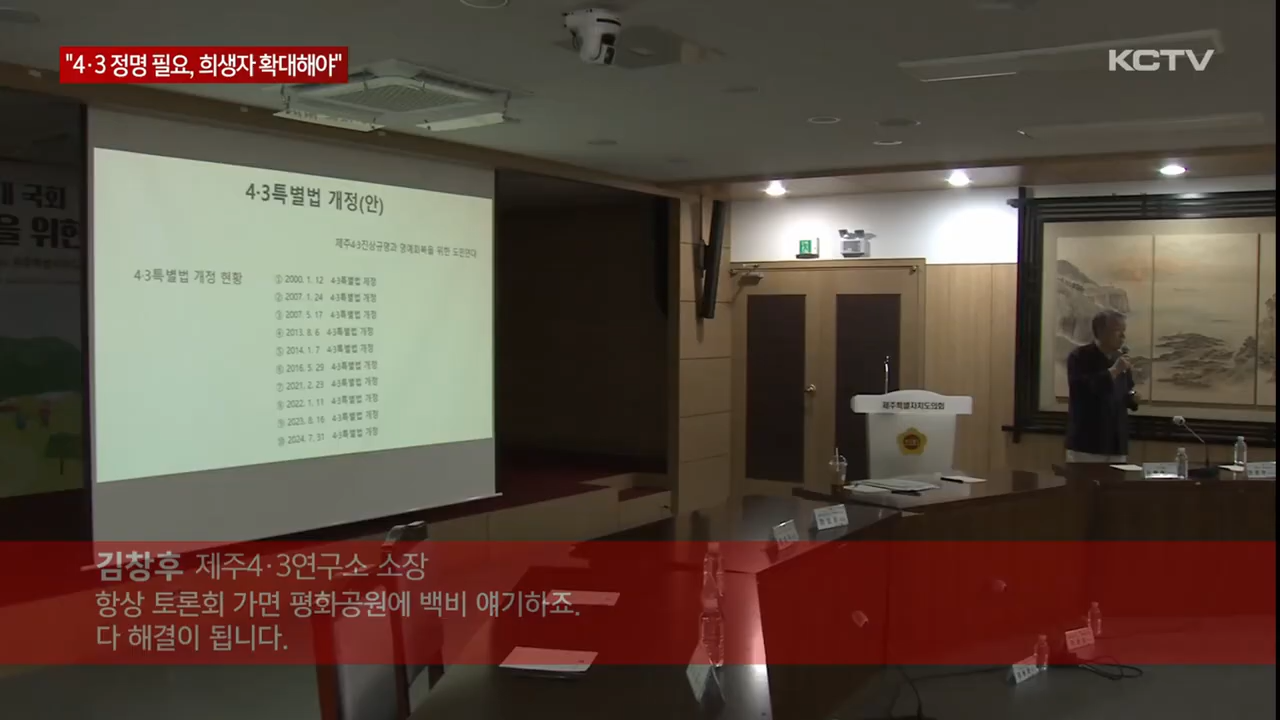 "4·3 정명 필요, 희생자 확대해야"
KCTV
국회
을 위한
4·3특별법 개정(안)
제주4·3진상규명과 명예회복을 위한 도민연대
4·3특별법 개정 현황
① 2000. 1. 12 4·3특별법 제정
② 2007. 1. 24 4·3특별법 개정
③ 2007. 5. 17 4·3특별법 개정
④ 2013. 8. 6 4·3특별법 개정
⑤ 2014. 1. 7 4·3특별법 개정
⑥ 2016. 5. 29 4·3특별법 개정
⑦ 2021. 2. 23 4·3특별법 개정
⑧ 2022. 1. 11 4·3특별법 개정
⑨ 2023. 8. 16 4·3특별법 개정
⑩ 2024. 7. 31 4·3특별법 개정
제주특별자치도의회
김창후 제주4·3연구소 소장
항상 토론회 가면 평화공원에 백비 얘기하죠.
다 해결이 됩니다.